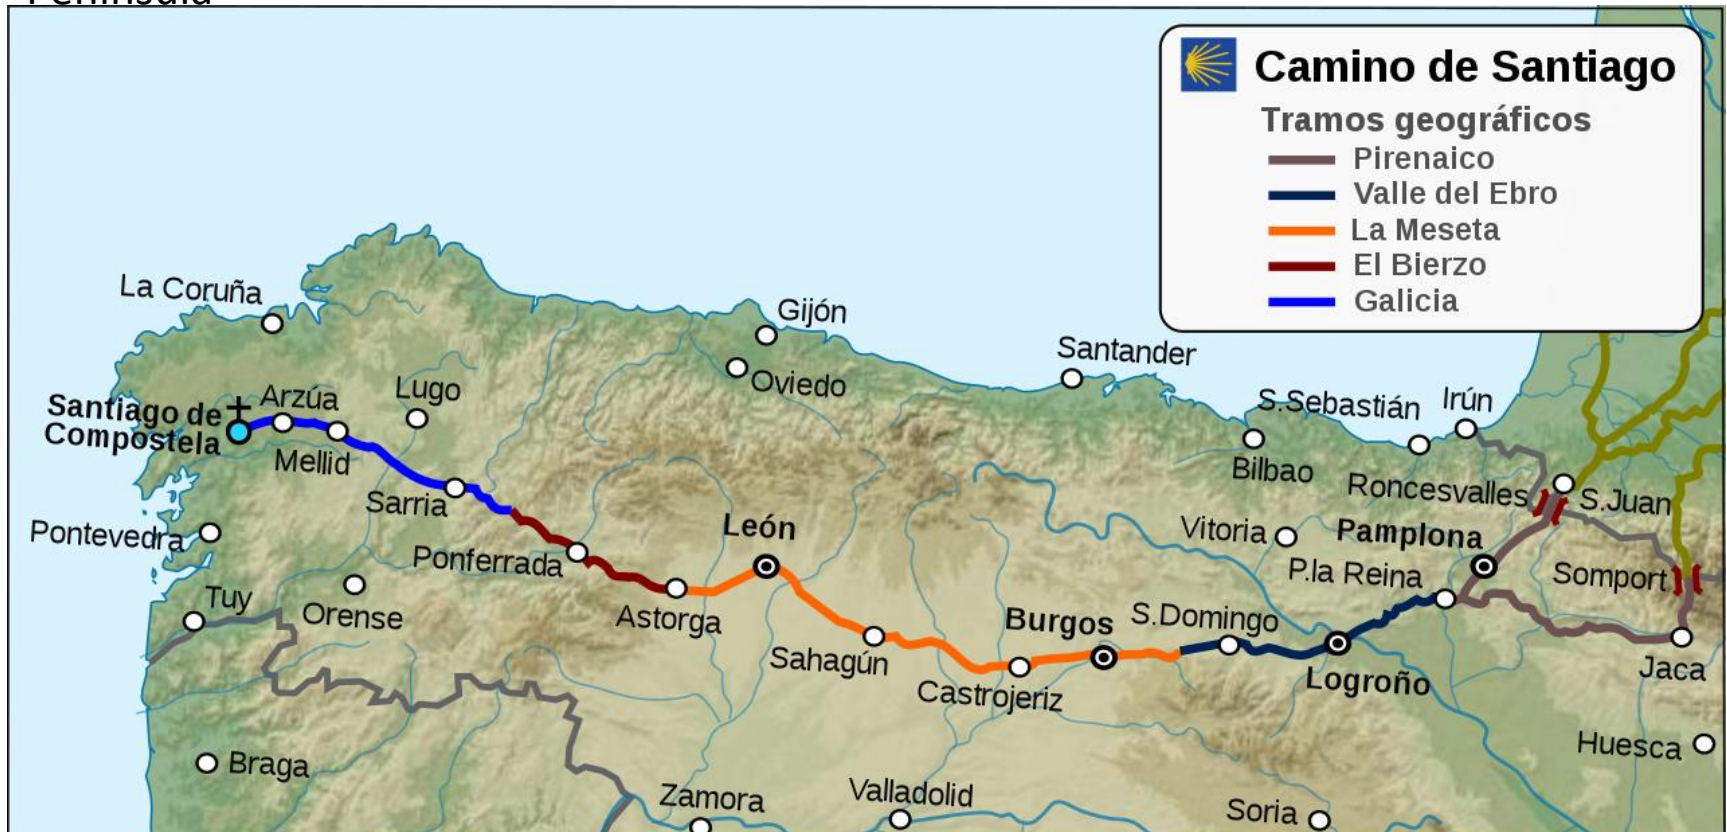 Península
Camino de Santiago
Tramos geográficos
Pirenaico
Valle del Ebro
La Meseta
El Bierzo
Galicia
La Coruña
Gijón
Oviedo
Santander
S.Sebastián
Irún
Bilbao
Lugo
Arzúa
Santiago de
Compostela
Mellid
Sarria
Roncesvalles
S.Juan
Pontevedra
Ponferrada
León
Vitoria
Pamplona
P.la Reina
Somport
Tuy
Orense
Astorga
Sahagún
Burgos
S.Domingo
Castrojeriz
Logroño
Jaca
Huesca
Braga
Zamora
Valladolid
Soria